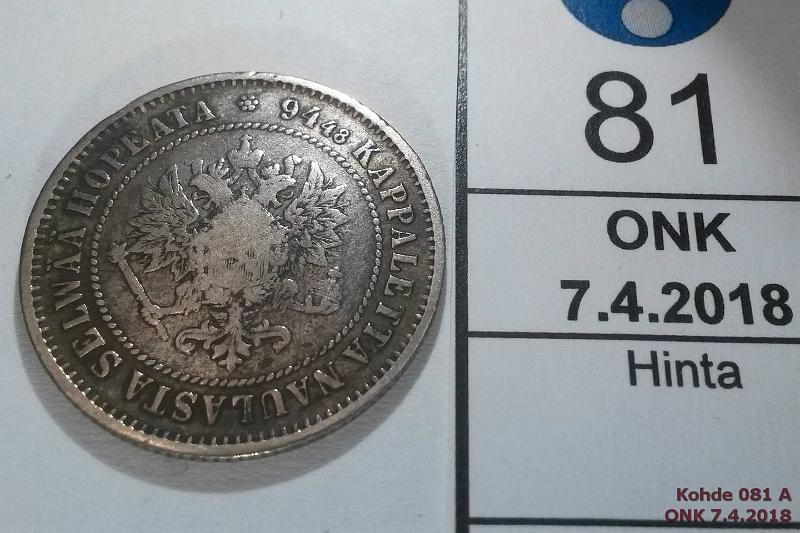 94,48 KAPPALETTA NAULASTA SELWÄÄ HOPEATA
81
ONK
7.4.2018
Hinta
Kohde 081 A
ONK 7.4.2018